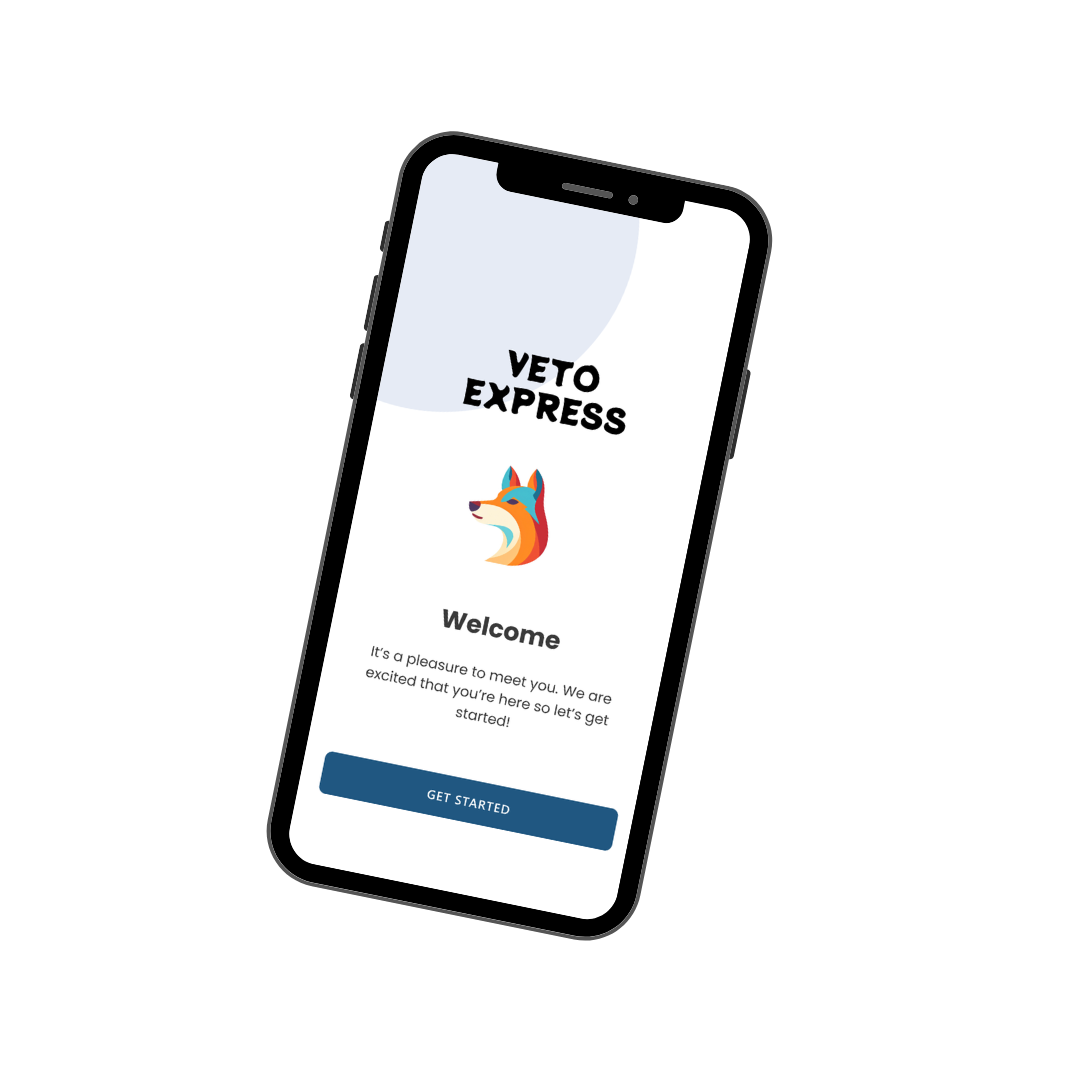 VETO
EXPRESS
Welcome
It’s a pleasure to meet you. We are
excited that you’re here so let’s get
started!
GET STARTED